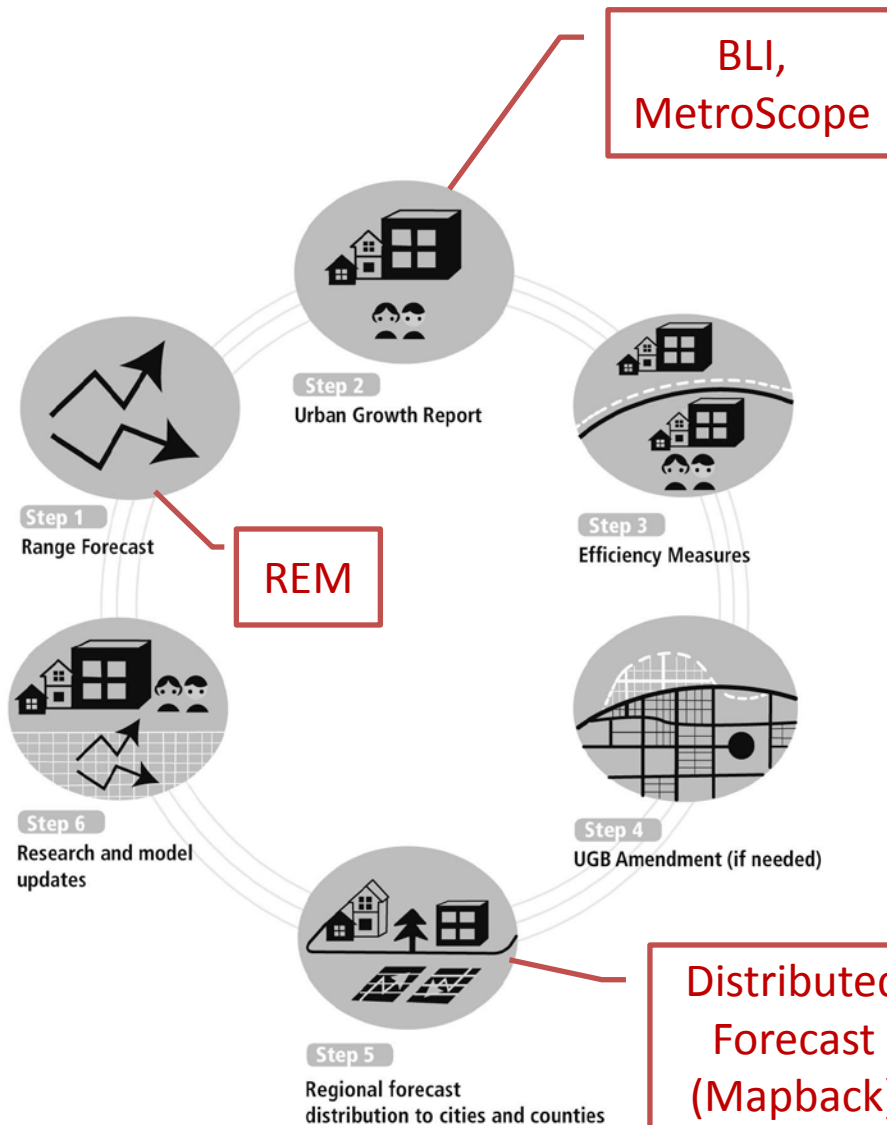 BLI,
MetroScope
Step 2
Urban Growth Report
Step 1
Range Forecast
REM
Step 3
Efficiency Measures
Step 6
Research and model
updates
Step 4
UGB Amendment (if needed)
Step 5
Regional forecast
distribution to cities and counties
Distributed
Forecast
(Mapback)